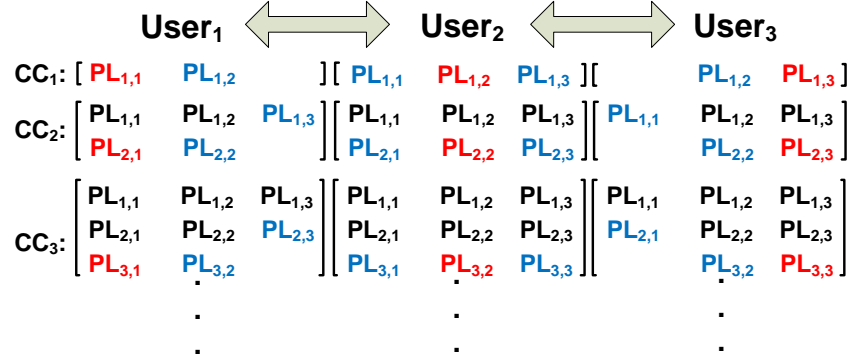 User₁ User₂ User₃
CC₁: [ PL₁,₁ PL₁,₂ ][ PL₁,₁ PL₁,₂ PL₁,₃ ][ PL₁,₂ PL₁,₃ ]
CC₂: [ PL₁,₁ PL₁,₂ PL₁,₃ ][ PL₁,₁ PL₁,₂ PL₁,₃ ][ PL₁,₁ PL₁,₂ PL₁,₃ ]
PL₂,₁ PL₂,₂ PL₂,₁ PL₂,₂ PL₂,₃ PL₂,₂ PL₂,₃
PL₁,₁ PL₁,₂ PL₁,₃ PL₁,₁ PL₁,₂ PL₁,₃ PL₁,₁ PL₁,₂ PL₁,₃
CC₃: [ PL₂,₁ PL₂,₂ PL₂,₃ ][ PL₂,₁ PL₂,₂ PL₂,₃ ][ PL₂,₁ PL₂,₂ PL₂,₃ ]
PL₃,₁ PL₃,₂ PL₃,₁ PL₃,₂ PL₃,₃ PL₃,₂ PL₃,₃
. . .
. . .
. . .